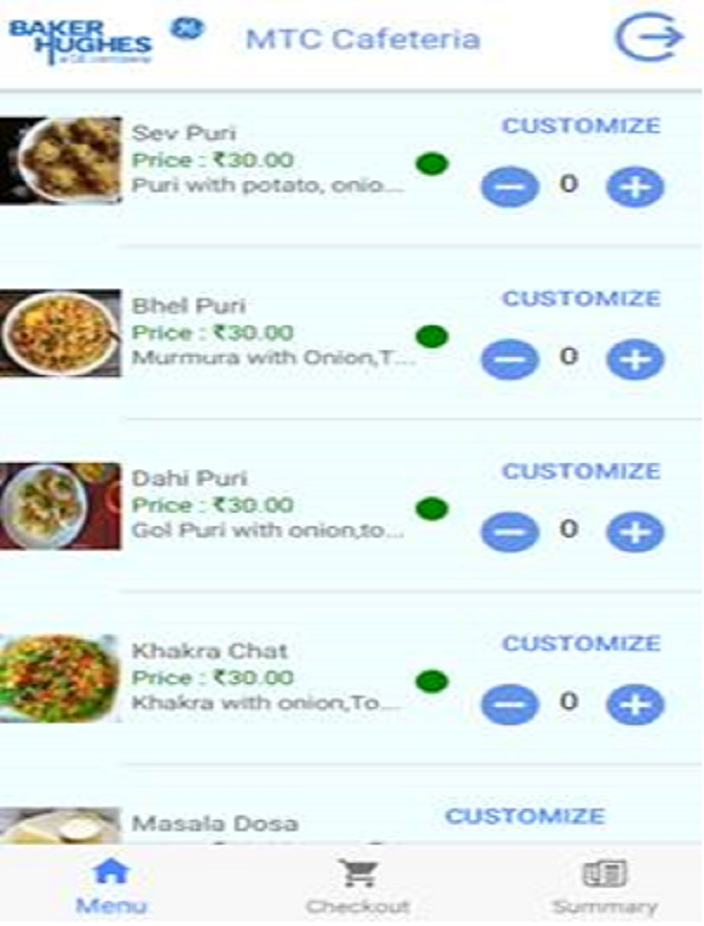 BAKER
HUGHES
a GE company
GE
MTC Cafeteria
Sev Puri
Price : ₹30.00
Puri with potato, onio...
CUSTOMIZE
0
Bhel Puri
Price : ₹30.00
Murmura with Onion,T...
CUSTOMIZE
0
Dahi Puri
Price : ₹30.00
Gol Puri with onion,to...
CUSTOMIZE
0
Khakra Chat
Price : ₹30.00
Khakra with onion,To...
CUSTOMIZE
0
Masala Dosa
CUSTOMIZE
Menu
Checkout
Summary